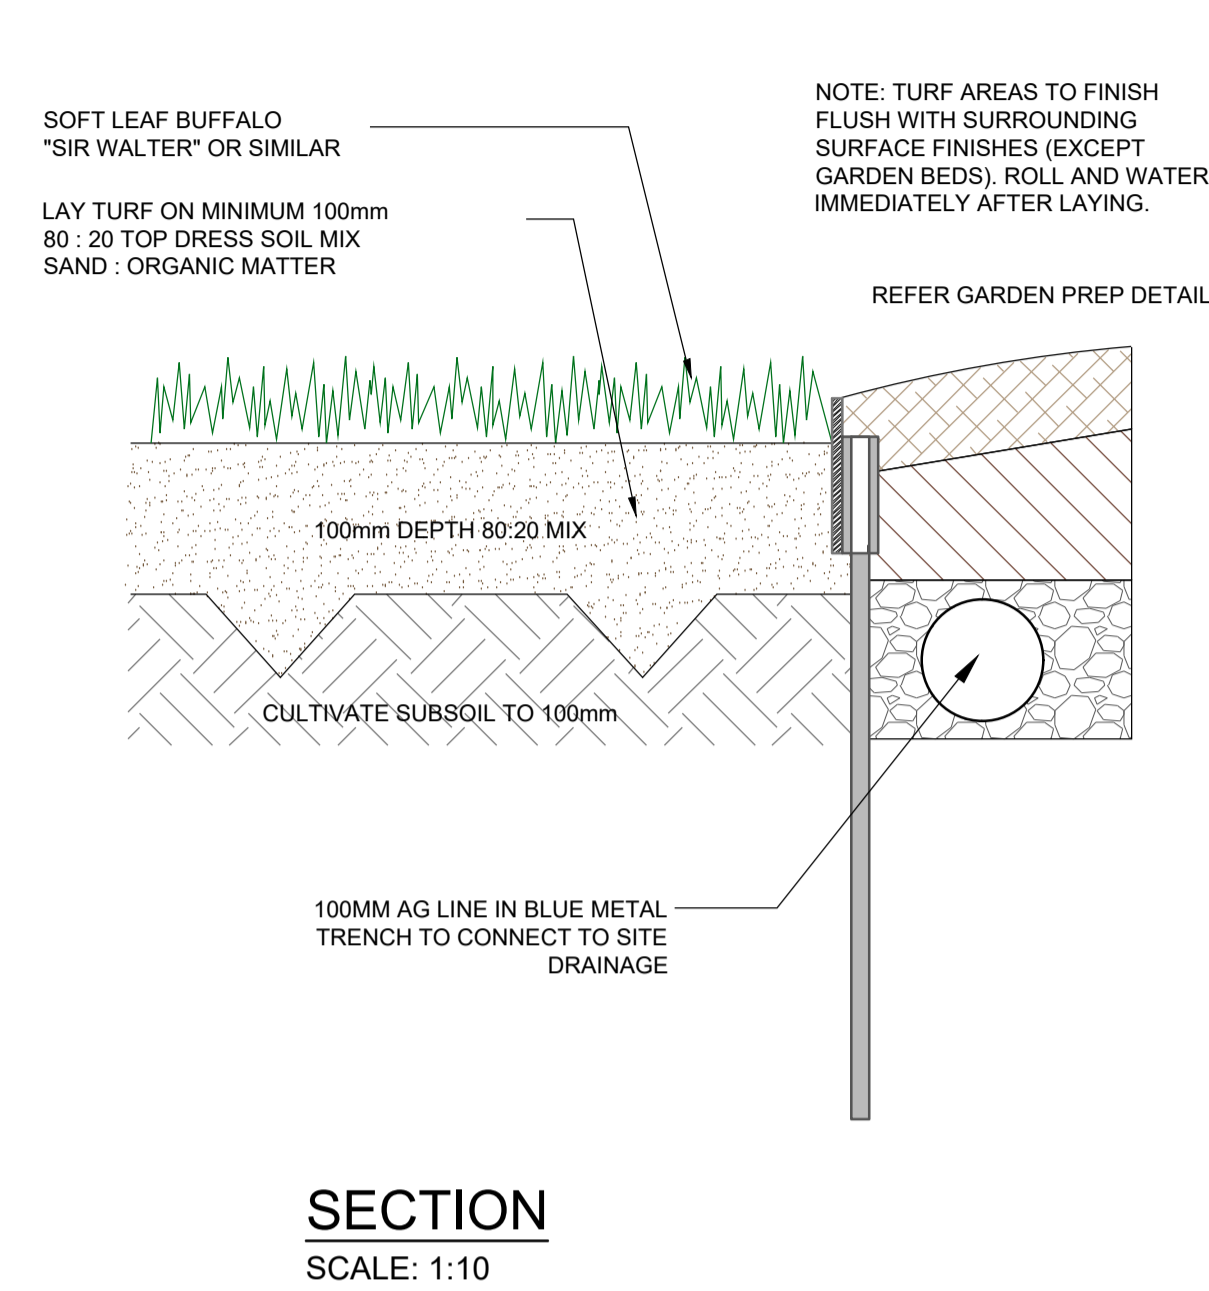 SOFT LEAF BUFFALO
"SIR WALTER" OR SIMILAR
LAY TURF ON MINIMUM 100mm
80 : 20 TOP DRESS SOIL MIX
SAND : ORGANIC MATTER
NOTE: TURF AREAS TO FINISH
FLUSH WITH SURROUNDING
SURFACE FINISHES (EXCEPT
GARDEN BEDS). ROLL AND WATER
IMMEDIATELY AFTER LAYING.
REFER GARDEN PREP DETAIL
100mm DEPTH 80:20 MIX
CULTIVATE SUBSOIL TO 100mm
100MM AG LINE IN BLUE METAL
TRENCH TO CONNECT TO SITE
DRAINAGE
SECTION
SCALE: 1:10